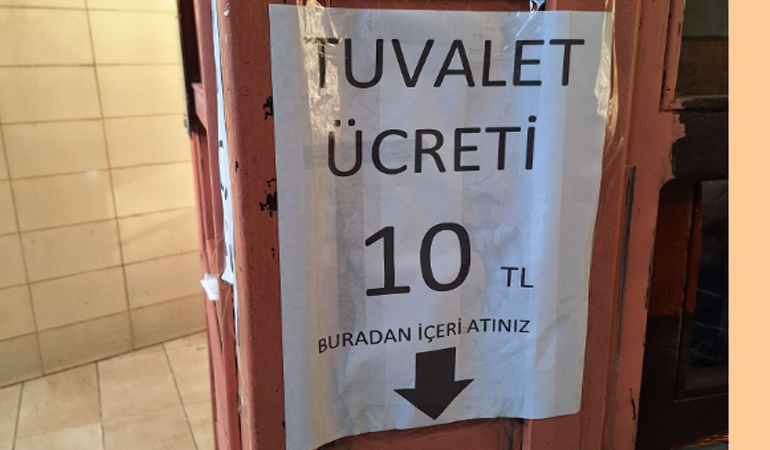 TUVALET
ÜCRETİ
10 TL
BURADAN İÇERİ ATINIZ